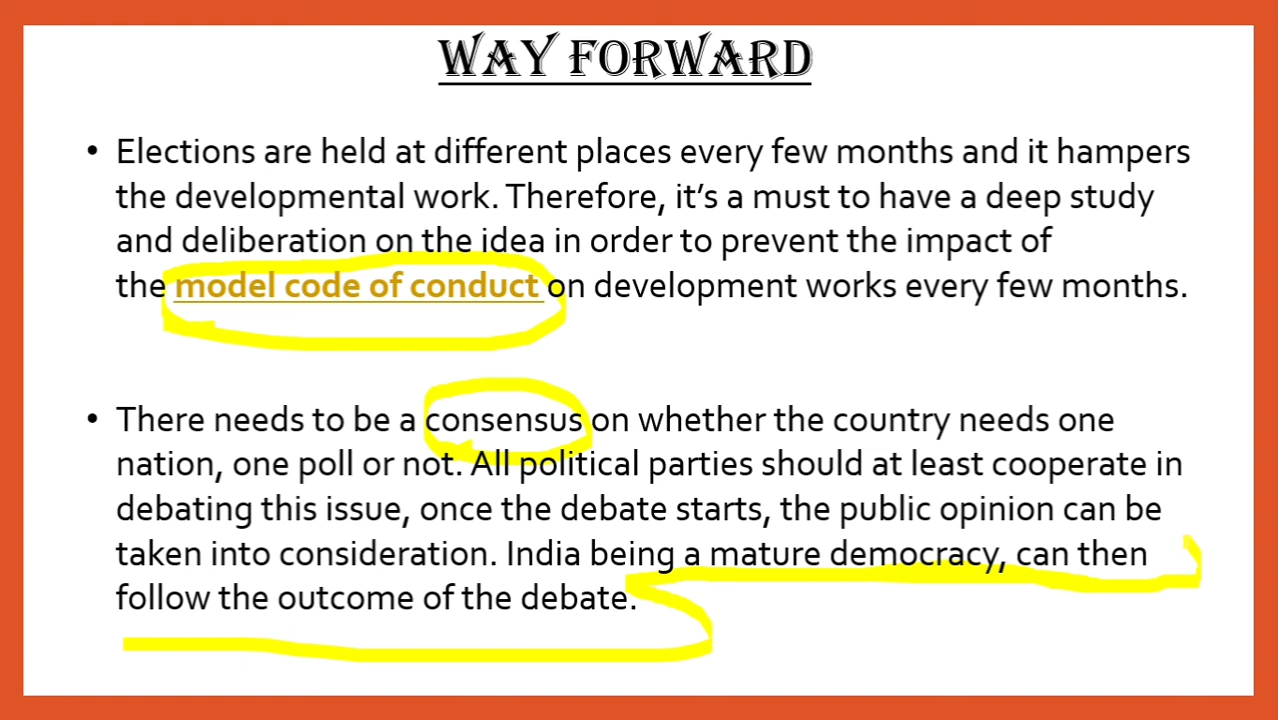 WAY FORWARD
• Elections are held at different places every few months and it hampers
the developmental work. Therefore, it’s a must to have a deep study
and deliberation on the idea in order to prevent the impact of
the model code of conduct on development works every few months.
• There needs to be a consensus on whether the country needs one
nation, one poll or not. All political parties should at least cooperate in
debating this issue, once the debate starts, the public opinion can be
taken into consideration. India being a mature democracy, can then
follow the outcome of the debate.